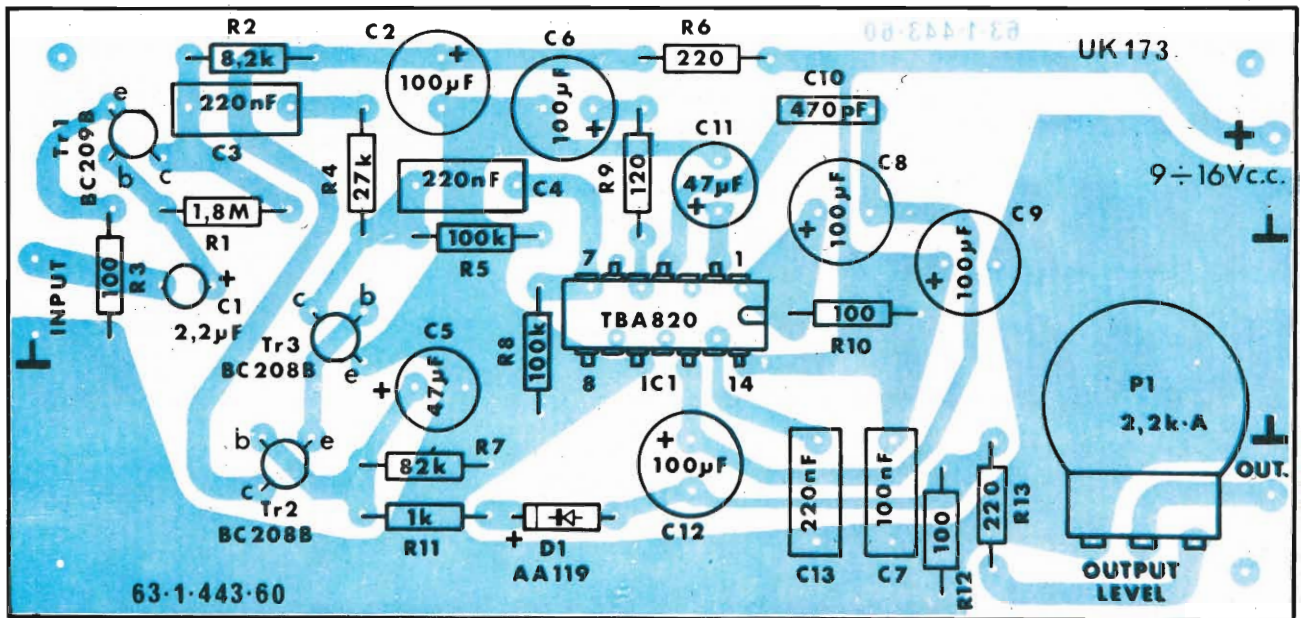 R2
8,2k
C2
+
100µF
C6
100µF
+
R6
220
63·1·443·60
UK173
C10
470pF
e
Tr1
BC209B
b
c
220nF
C3
R4
27k
220nF
C4
R9
120
C11
47µF
+
C8
100µF
+
C9
100µF
+
+
9÷16Vc.c.
1,8M
R1
100k
R5
7
1
INPUT
100
R3
+
C1
2,2µF
c
b
Tr3
BC208B
e
C5
47µF
+
R8
100k
TBA820
8
IC1
14
100
R10
P1
2,2k·A
b
e
c
Tr2
BC208B
82k
R7
1k
R11
+
D1
AA119
+
100µF
C12
220nF
C13
100nF
C7
100
R12
220
R13
OUT.
OUTPUT
LEVEL
63·1·443·60